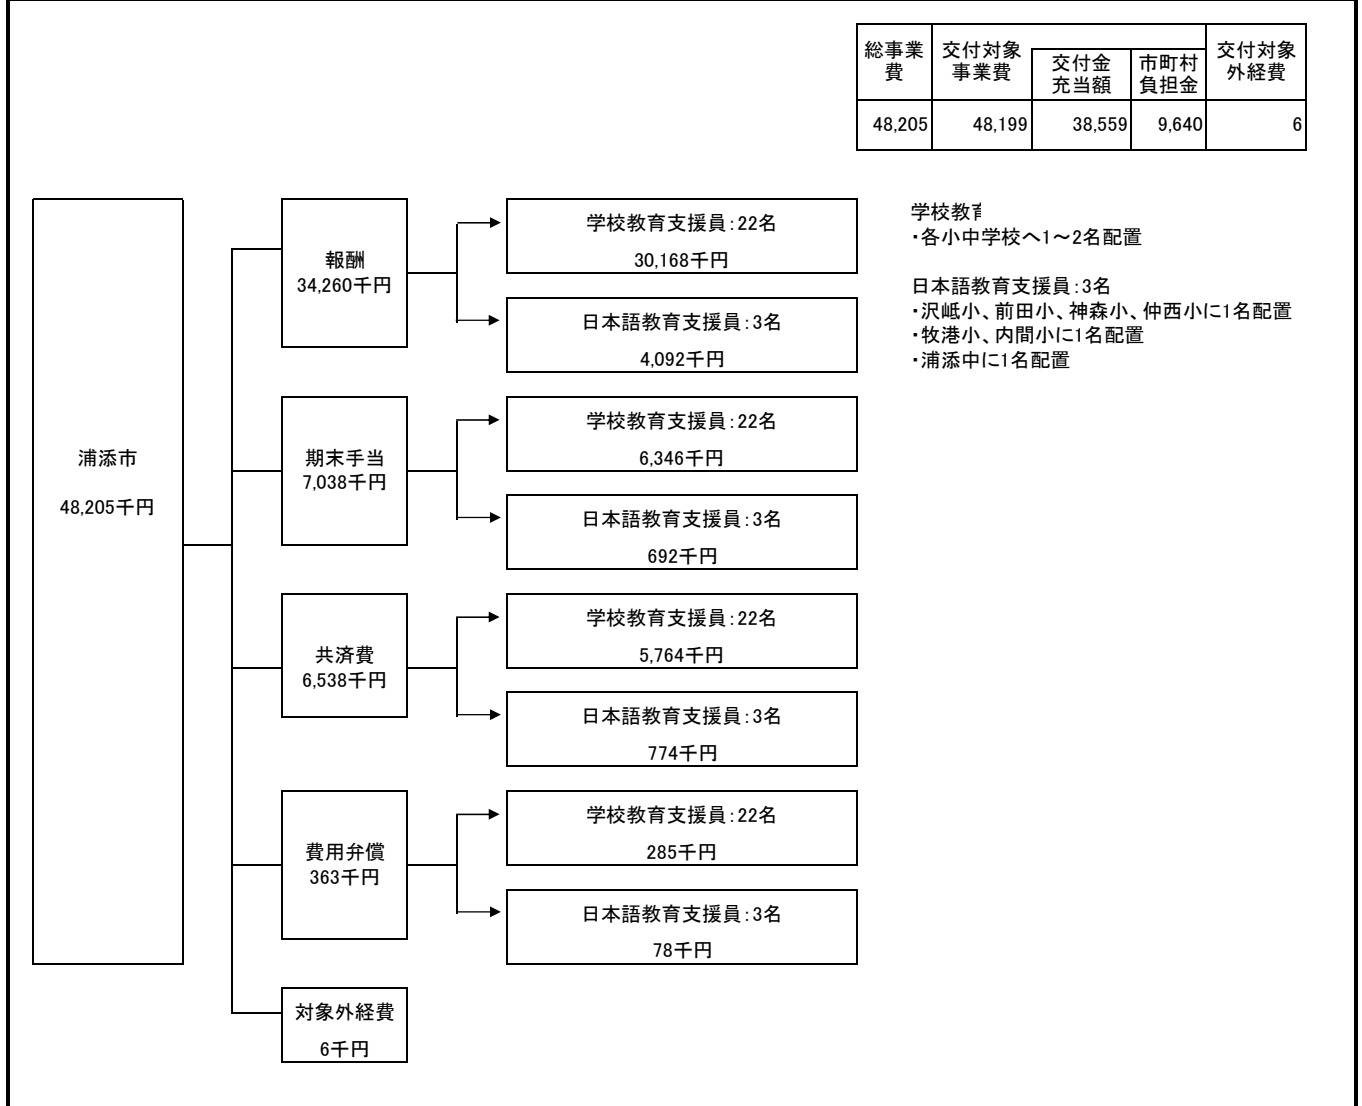 総事業費
交付対象事業費
交付金充当額
市町村負担金
交付対象外経費
48,205
48,199
38,559
9,640
6
浦添市
48,205千円
報酬
34,260千円
学校教育支援員:22名
30,168千円
日本語教育支援員:3名
4,092千円
期末手当
7,038千円
学校教育支援員:22名
6,346千円
日本語教育支援員:3名
692千円
共済費
6,538千円
学校教育支援員:22名
5,764千円
日本語教育支援員:3名
774千円
費用弁償
363千円
学校教育支援員:22名
285千円
日本語教育支援員:3名
78千円
対象外経費
6千円
学校教
・各小中学校へ1～2名配置
日本語教育支援員:3名
・沢岻小、前田小、神森小、仲西小に1名配置
・牧港小、内間小に1名配置
・浦添中に1名配置